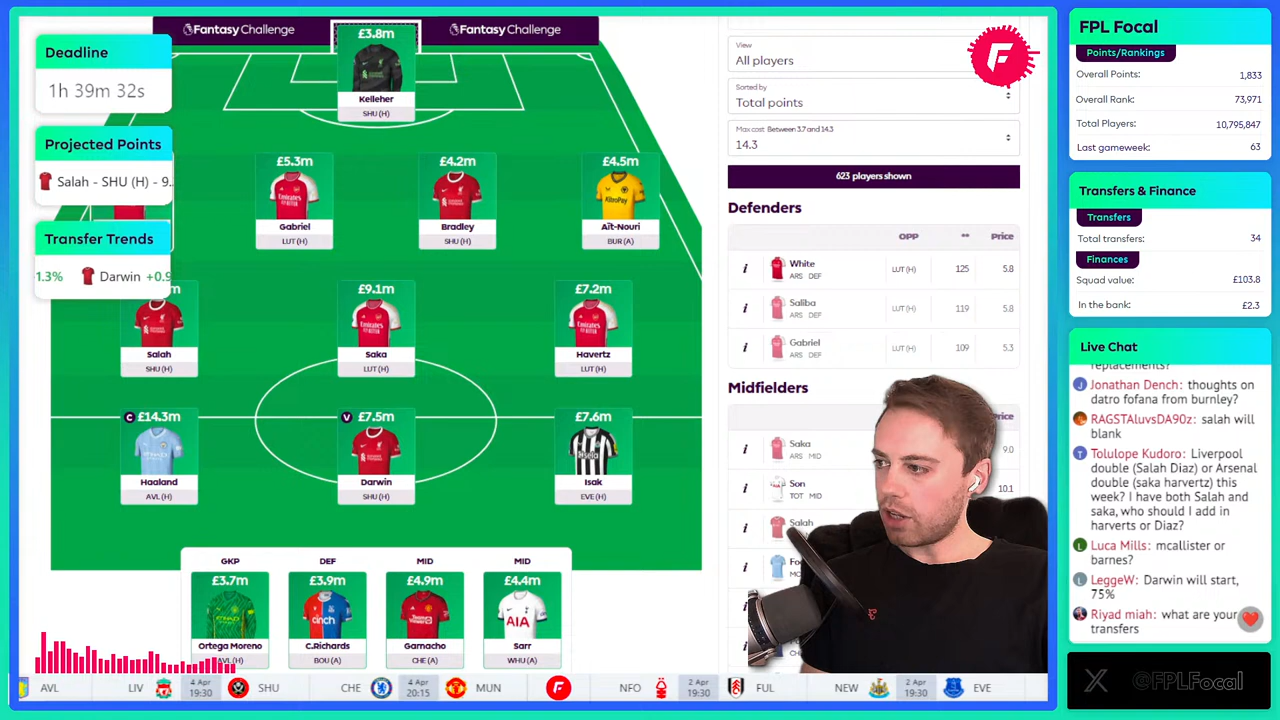 Fantasy Challenge
Fantasy Challenge
Deadline
1h 39m 32s
Projected Points
Salah - SHU (H) - 9.
Transfer Trends
1.3% Darwin +0.9
£3.8m
Kelleher
SHU (H)
£5.3m £4.2m £4.5m
Gabriel Bradley Aït-Nouri
LUT (H) SHU (H) BUR (A)
£9.1m £7.2m
Salah Saka Havertz
SHU (H) LUT (H) LUT (H)
C £14.3m V £7.5m £7.6m
Haaland Darwin Isak
AVL (H) SHU (H) EVE (H)
GKP DEF MID MID
£3.7m £3.9m £4.9m £4.4m
Ortega Moreno C.Richards Garnacho Sarr
AVL (H) BOU (A) CHE (A) WHU (A)
View
All players
Sorted by
Total points
Max cost: Between 3.7 and 14.3
14.3
623 players shown
Defenders
OPP ** Price
White
ARS DEF LUT (H) 125 5.8
Saliba
ARS DEF LUT (H) 119 5.8
Gabriel
ARS DEF LUT (H) 109 5.3
Midfielders
Price
Saka
ARS MID 9.0
Son
TOT MID 10.1
Salah
FPL Focal
Points/Rankings
Overall Points: 1,833
Overall Rank: 73,971
Total Players: 10,795,847
Last gameweek: 63
Transfers & Finance
Transfers
Total transfers: 34
Finances
Squad value: £103.8
In the bank: £2.3
Live Chat
replacements?
Jonathan Dench: thoughts on
datro fofana from burnley?
RAGSTAluvsDA90z: salah will
blank
Tolulope Kudoro: Liverpool
double (Salah Diaz) or Arsenal
double (saka harvertz) this
week? I have both Salah and
saka, who should I add in
harverts or Diaz?
Luca Mills: mcallister or
barnes?
LeggeW: Darwin will start,
75%
Riyad miah: what are your
transfers
@FPLFocal
AVL LIV 4 Apr 19:30 SHU CHE 4 Apr 20:15 MUN NFO 2 Apr 19:30 FUL NEW 2 Apr 19:30 EVE